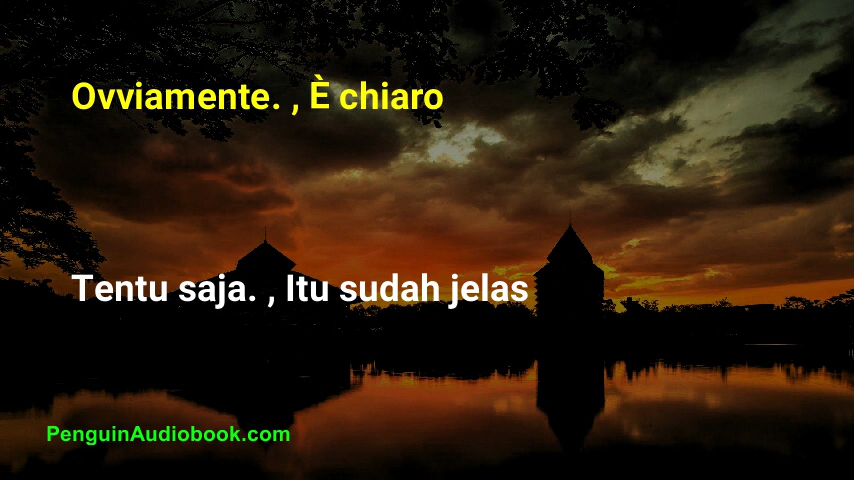 Ovviamente. , È chiaro
Tentu saja. , Itu sudah jelas
PenguinAudiobook.com